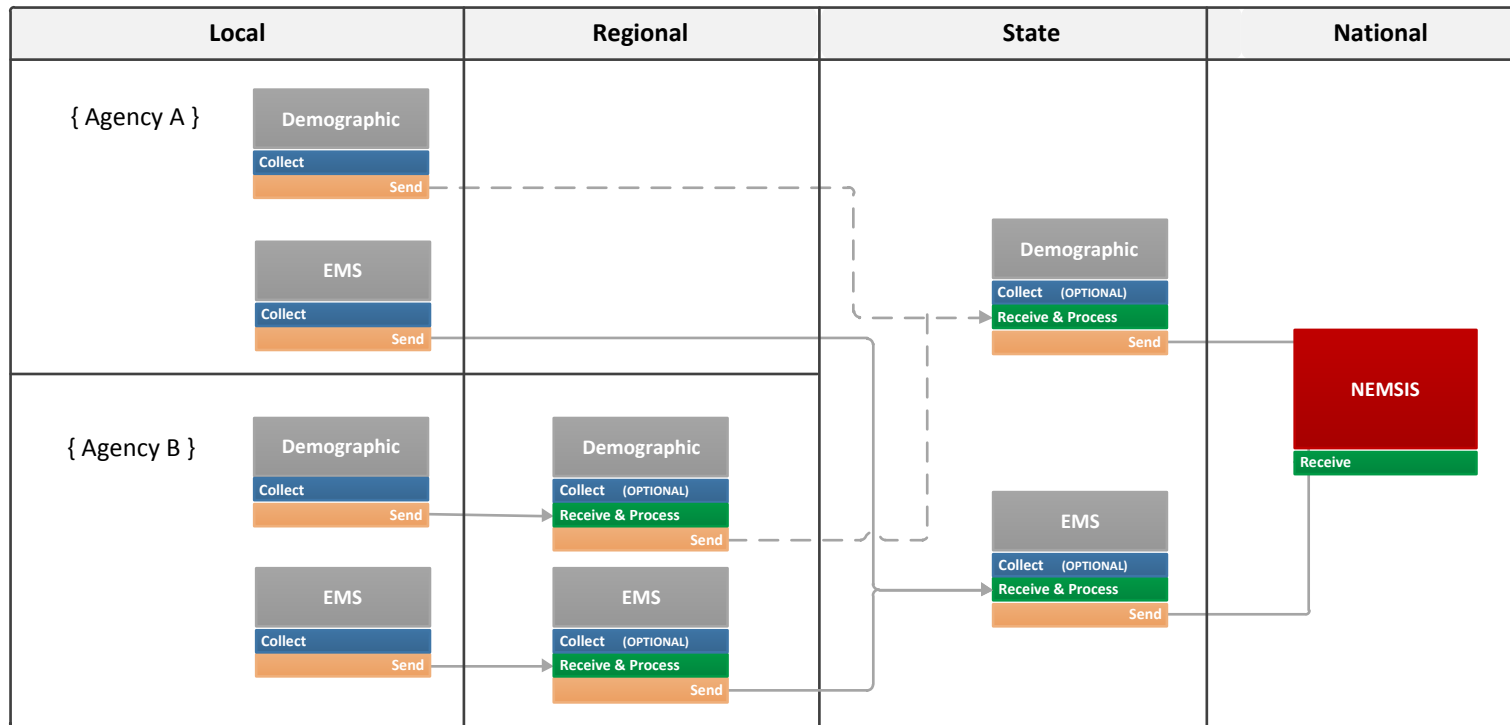 Local
Regional
State
National
{ Agency A }
Demographic
Collect
Send
EMS
Collect
Send
{ Agency B }
Demographic
Collect
Send
EMS
Collect
Send
Demographic
Collect (OPTIONAL)
Receive & Process
Send
EMS
Collect (OPTIONAL)
Receive & Process
Send
Demographic
Collect (OPTIONAL)
Receive & Process
Send
EMS
Collect (OPTIONAL)
Receive & Process
Send
NEMSIS
Receive